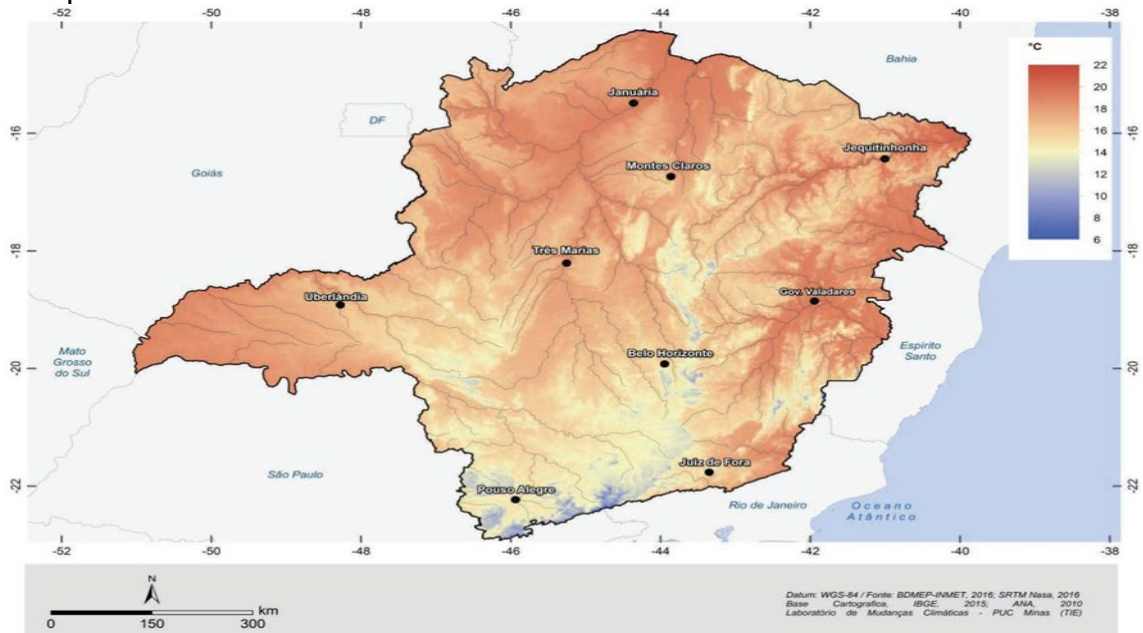 -52 -50 -48 -46 -44 -42 -40 -38
°C
22
20
18
16
14
12
10
8
6
Bahia
Januária
DF
-16 -16
Jequitinhonha
Montes Claros
Goiás
-18 -18
Três Marias
Gov. Valadares
Uberlândia
Mato
Grosso
do Sul
Espírito
Santo
Belo Horizonte
-20 -20
Juiz de Fora
São Paulo
-22 -22
Pouso Alegre
Rio de Janeiro
Oceano
Atântico
-52 -50 -48 -46 -44 -42 -40 -38
N
km
0 150 300
Datum: WGS-84 / Fonte: BDMEP-INMET, 2016; SRTM Nasa, 2016
Base Cartografica, IBGE, 2015; ANA, 2010
Laboratório de Mudanças Climáticas - PUC Minas (TIE)